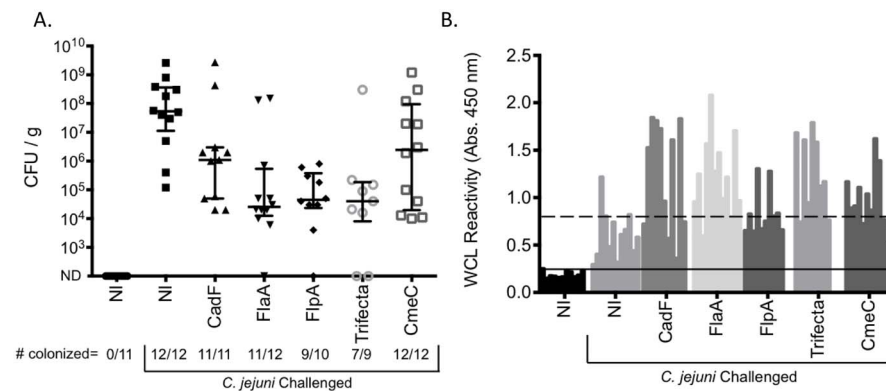 A.
CFU / g
10^10
10^9
10^8
10^7
10^6
10^5
10^4
10^3
ND
NI
NI
CadF
FlaA
FlpA
Trifecta
CmeC
# colonized= 0/11 12/12 11/11 11/12 9/10 7/9 12/12
C. jejuni Challenged
B.
WCL Reactivity (Abs. 450 nm)
2.5
2.0
1.5
1.0
0.5
0.0
NI
NI
CadF
FlaA
FlpA
Trifecta
CmeC
C. jejuni Challenged